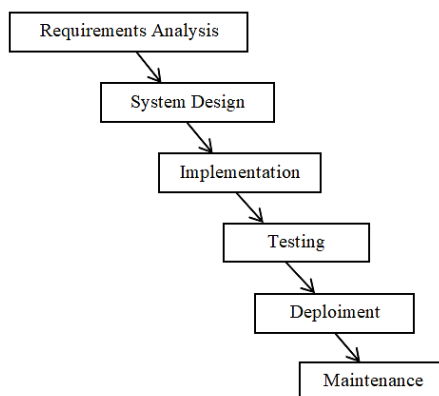 Requirements Analysis
System Design
Implementation
Testing
Deploiment
Maintenance